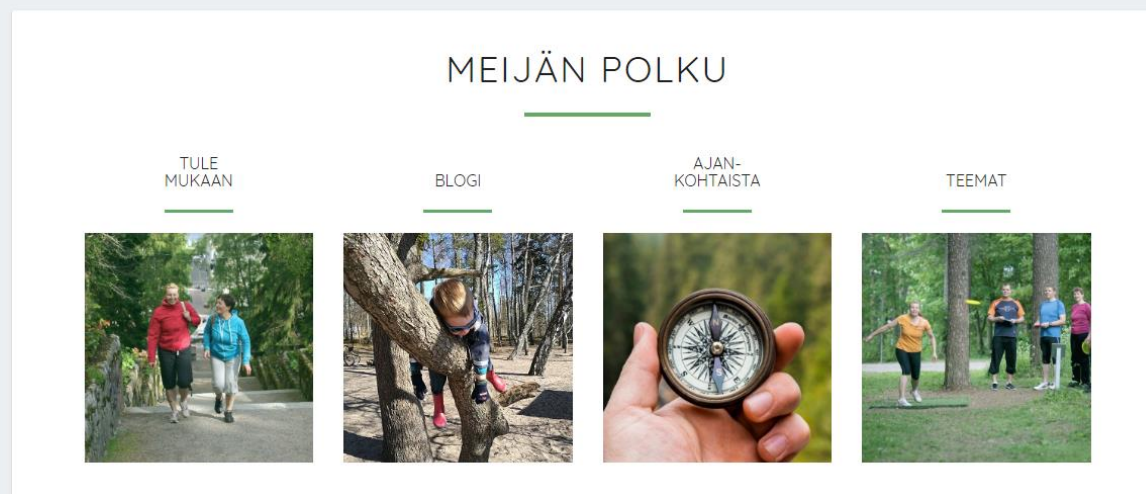 MEIJÄN POLKU
TULE
MUKAAN
BLOGI
AJAN-
KOHTAISTA
TEEMAT